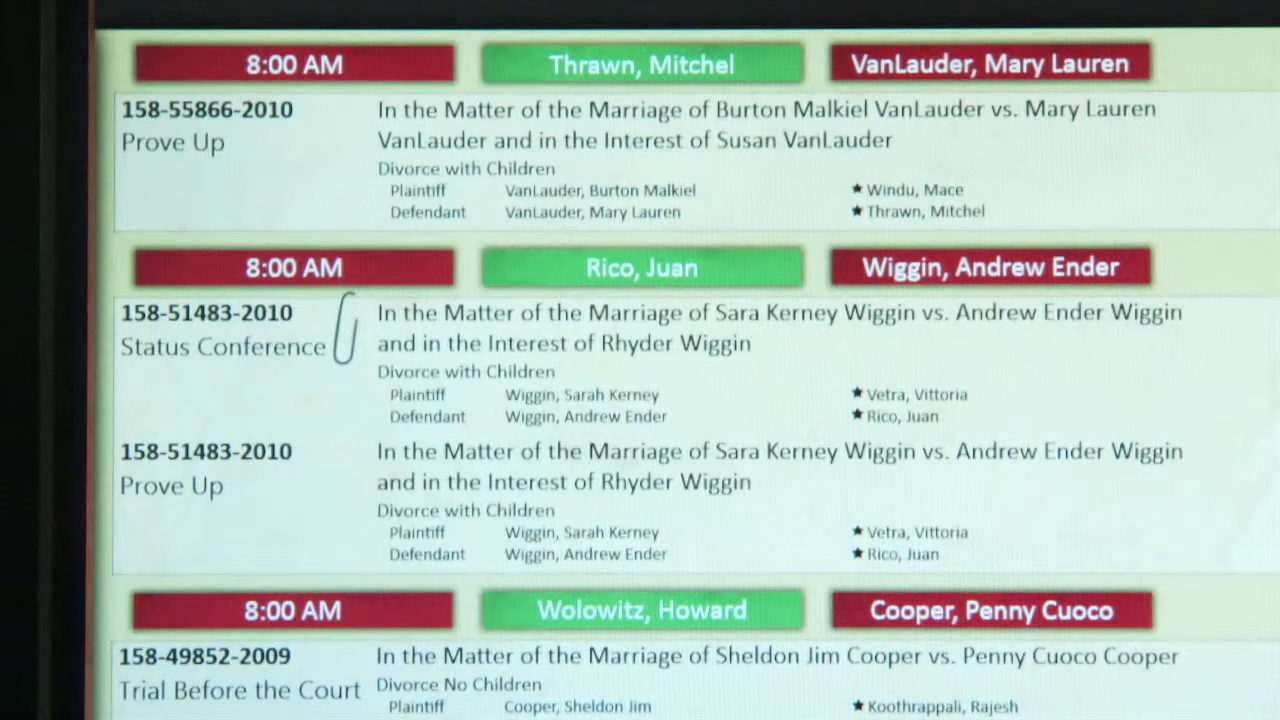 8:00 AM Thrawn, Mitchel VanLauder, Mary Lauren
158-55866-2010 In the Matter of the Marriage of Burton Malkiel VanLauder vs. Mary Lauren
Prove Up VanLauder and in the Interest of Susan VanLauder
Divorce with Children
Plaintiff VanLauder, Burton Malkiel ★ Windu, Mace
Defendant VanLauder, Mary Lauren ★ Thrawn, Mitchel
8:00 AM Rico, Juan Wiggin, Andrew Ender
158-51483-2010 In the Matter of the Marriage of Sara Kerney Wiggin vs. Andrew Ender Wiggin
Status Conference and in the Interest of Rhyder Wiggin
Divorce with Children
Plaintiff Wiggin, Sarah Kerney ★ Vetra, Vittoria
Defendant Wiggin, Andrew Ender ★ Rico, Juan
158-51483-2010 In the Matter of the Marriage of Sara Kerney Wiggin vs. Andrew Ender Wiggin
Prove Up and in the Interest of Rhyder Wiggin
Divorce with Children
Plaintiff Wiggin, Sarah Kerney ★ Vetra, Vittoria
Defendant Wiggin, Andrew Ender ★ Rico, Juan
8:00 AM Wolowitz, Howard Cooper, Penny Cuoco
158-49852-2009 In the Matter of the Marriage of Sheldon Jim Cooper vs. Penny Cuoco Cooper
Trial Before the Court Divorce No Children
Plaintiff Cooper, Sheldon Jim ★ Koothrappali, Rajesh